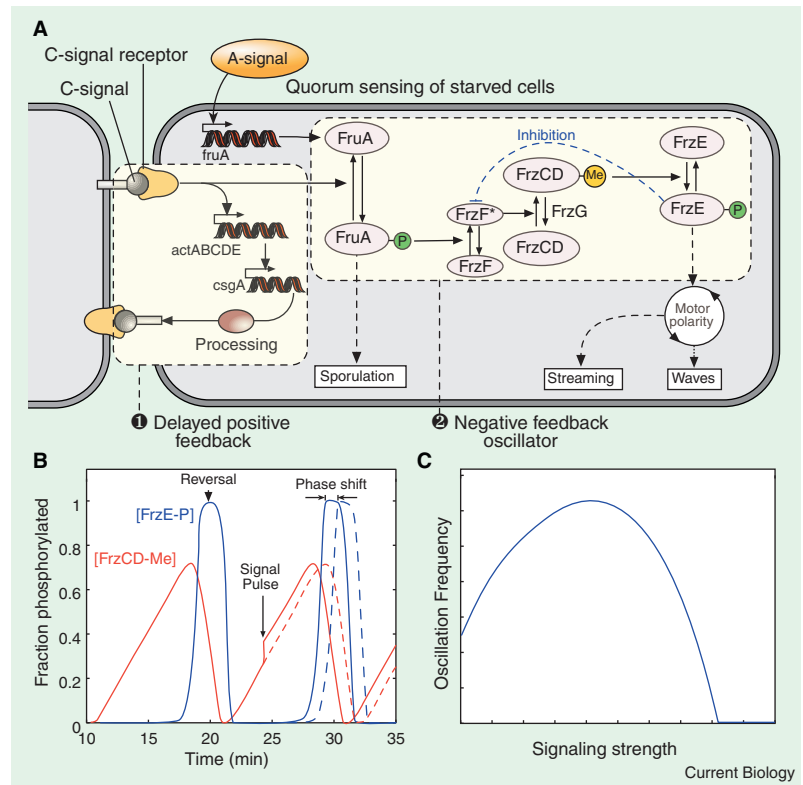 A
C-signal receptor
C-signal
A-signal
Quorum sensing of starved cells
fruA
FruA
Inhibition
FrzE
FrzCD
Me
FrzF*
FrzG
FrzE
P
FruA
P
FrzCD
FrzF
actABCDE
csgA
Processing
Motor
polarity
Sporulation
Streaming
Waves
❶ Delayed positive
feedback
❷ Negative feedback
oscillator
B
Reversal
Phase shift
[FrzE-P]
[FrzCD-Me]
Signal
Pulse
Fraction phosphorylated
1
0.8
0.6
0.4
0.2
0
10
15
20
25
30
35
Time (min)
C
Oscillation Frequency
Signaling strength
Current Biology